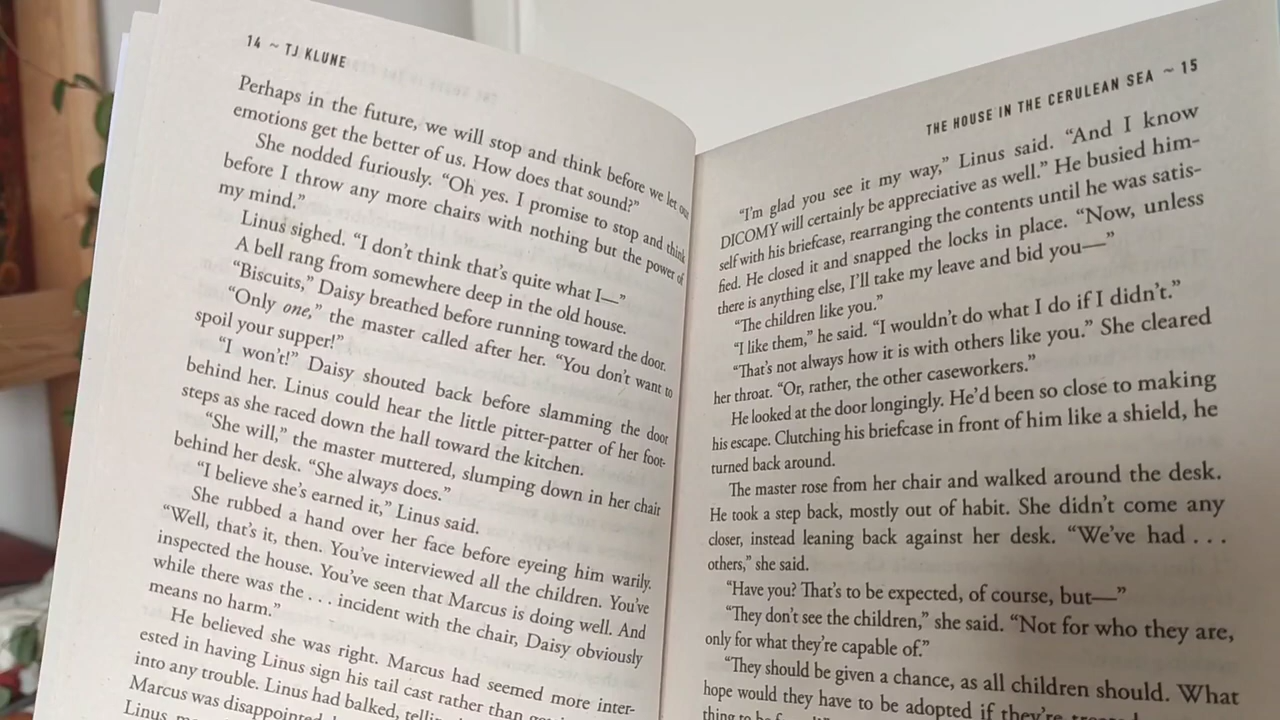 14 ~ TJ KLUNE
Perhaps in the future, we will stop and think before we let our
emotions get the better of us. How does that sound?”
She nodded furiously. “Oh yes. I promise to stop and think
before I throw any more chairs with nothing but the power of
my mind.”
Linus sighed. “I don’t think that’s quite what I—”
A bell rang from somewhere deep in the old house.
“Biscuits,” Daisy breathed before running toward the door.
“Only one,” the master called after her. “You don’t want to
spoil your supper!”
“I won’t!” Daisy shouted back before slamming the door
behind her. Linus could hear the little pitter-patter of her foot-
steps as she raced down the hall toward the kitchen.
“She will,” the master muttered, slumping down in her chair
behind her desk. “She always does.”
“I believe she’s earned it,” Linus said.
She rubbed a hand over her face before eyeing him warily.
“Well, that’s it, then. You’ve interviewed all the children. You’ve
inspected the house. You’ve seen that Marcus is doing well. And
while there was the . . . incident with the chair, Daisy obviously
means no harm.”
He believed she was right. Marcus had seemed more inter-
ested in having Linus sign his tail cast rather than
into any trouble. Linus had balked,
Marcus was disappointed
Linus
THE HOUSE IN THE CERULEAN SEA ~ 15
“I’m glad you see it my way,” Linus said. “And I know
DICOMY will certainly be appreciative as well.” He busied him-
self with his briefcase, rearranging the contents until he was satis-
fied. He closed it and snapped the locks in place. “Now, unless
there is anything else, I’ll take my leave and bid you—”
“The children like you.”
“I like them,” he said. “I wouldn’t do what I do if I didn’t.”
“That’s not always how it is with others like you.” She cleared
her throat. “Or, rather, the other caseworkers.”
He looked at the door longingly. He’d been so close to making
his escape. Clutching his briefcase in front of him like a shield, he
turned back around.
The master rose from her chair and walked around the desk.
He took a step back, mostly out of habit. She didn’t come any
closer, instead leaning back against her desk. “We’ve had . . .
others,” she said.
“Have you? That’s to be expected, of course, but—”
“They don’t see the children,” she said. “Not for who they are,
only for what they’re capable of.”
“They should be given a chance, as all children should. What
hope would they have to be adopted if they’re
thing to be